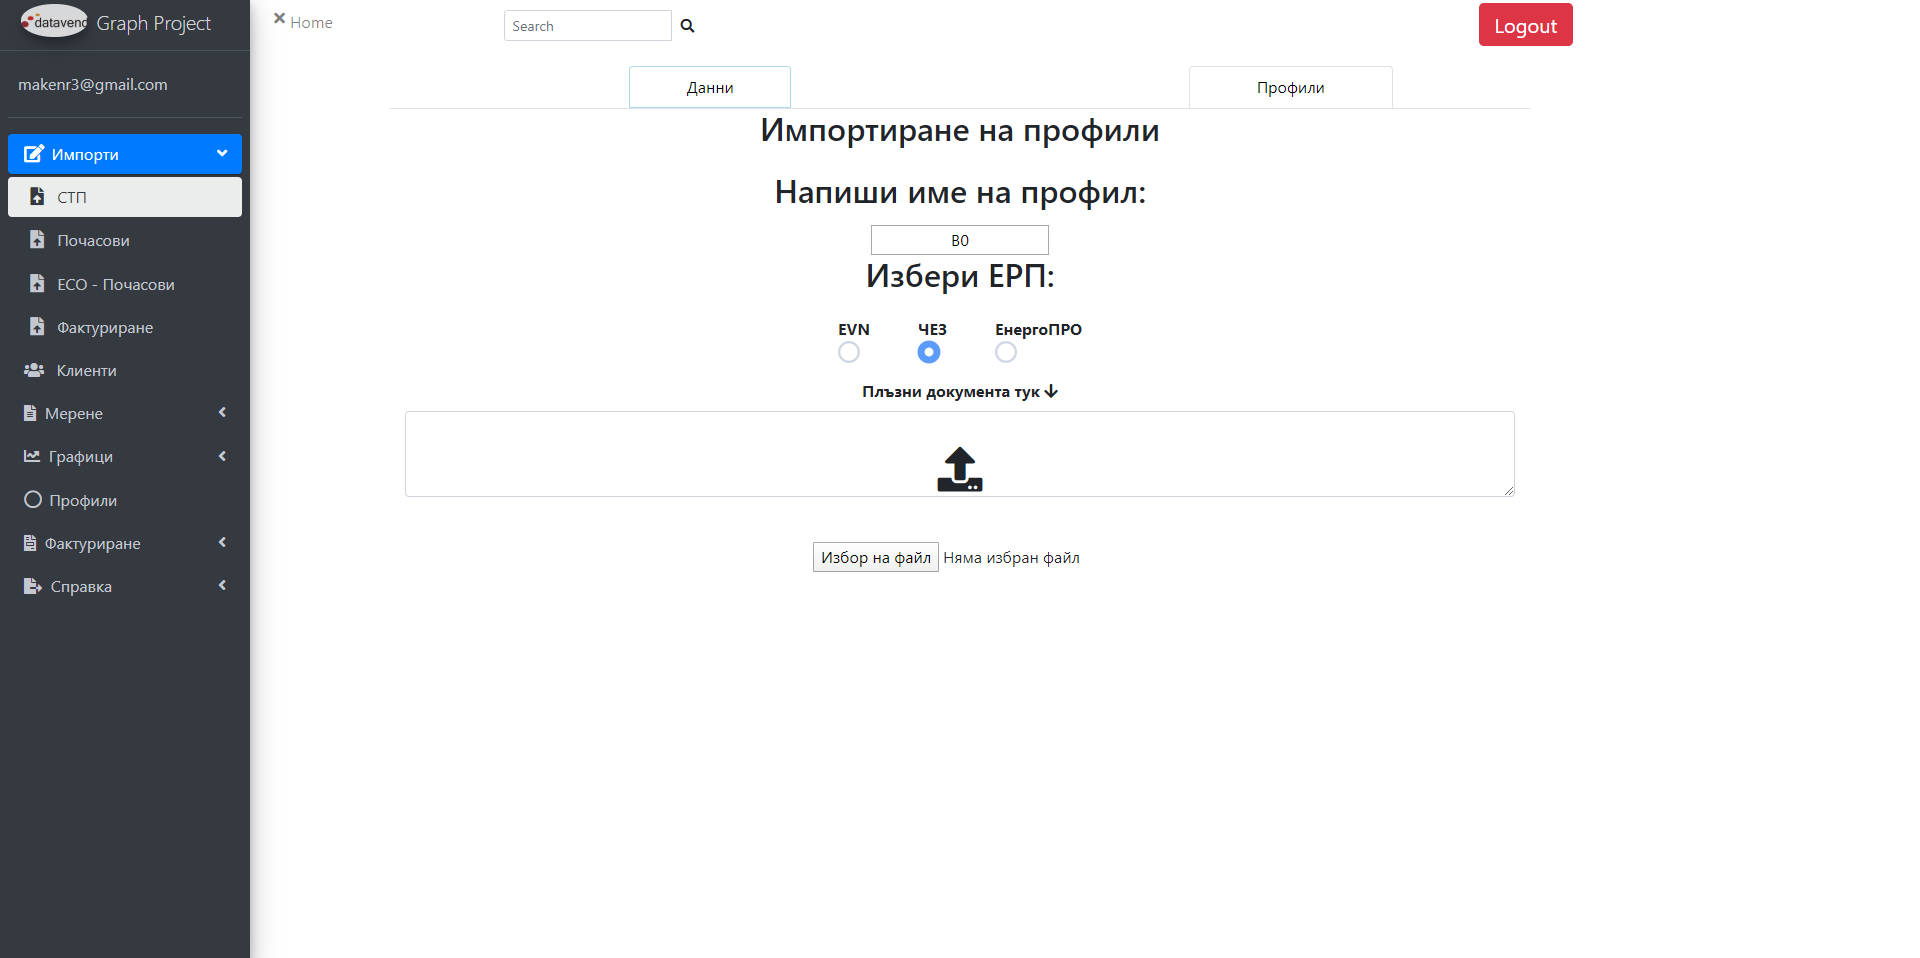 datavend Graph Project
makenr3@gmail.com
Импорти
СТП
Почасови
ЕСО - Почасови
Фактуриране
Клиенти
Мерене
Графици
Профили
Фактуриране
Справка
Home
Search
Logout
Данни
Профили
Импортиране на профили
Напиши име на профил:
B0
Избери ЕРП:
EVN
ЧЕЗ
ЕнергоПРО
Плъзни документа тук
Избор на файл Няма избран файл